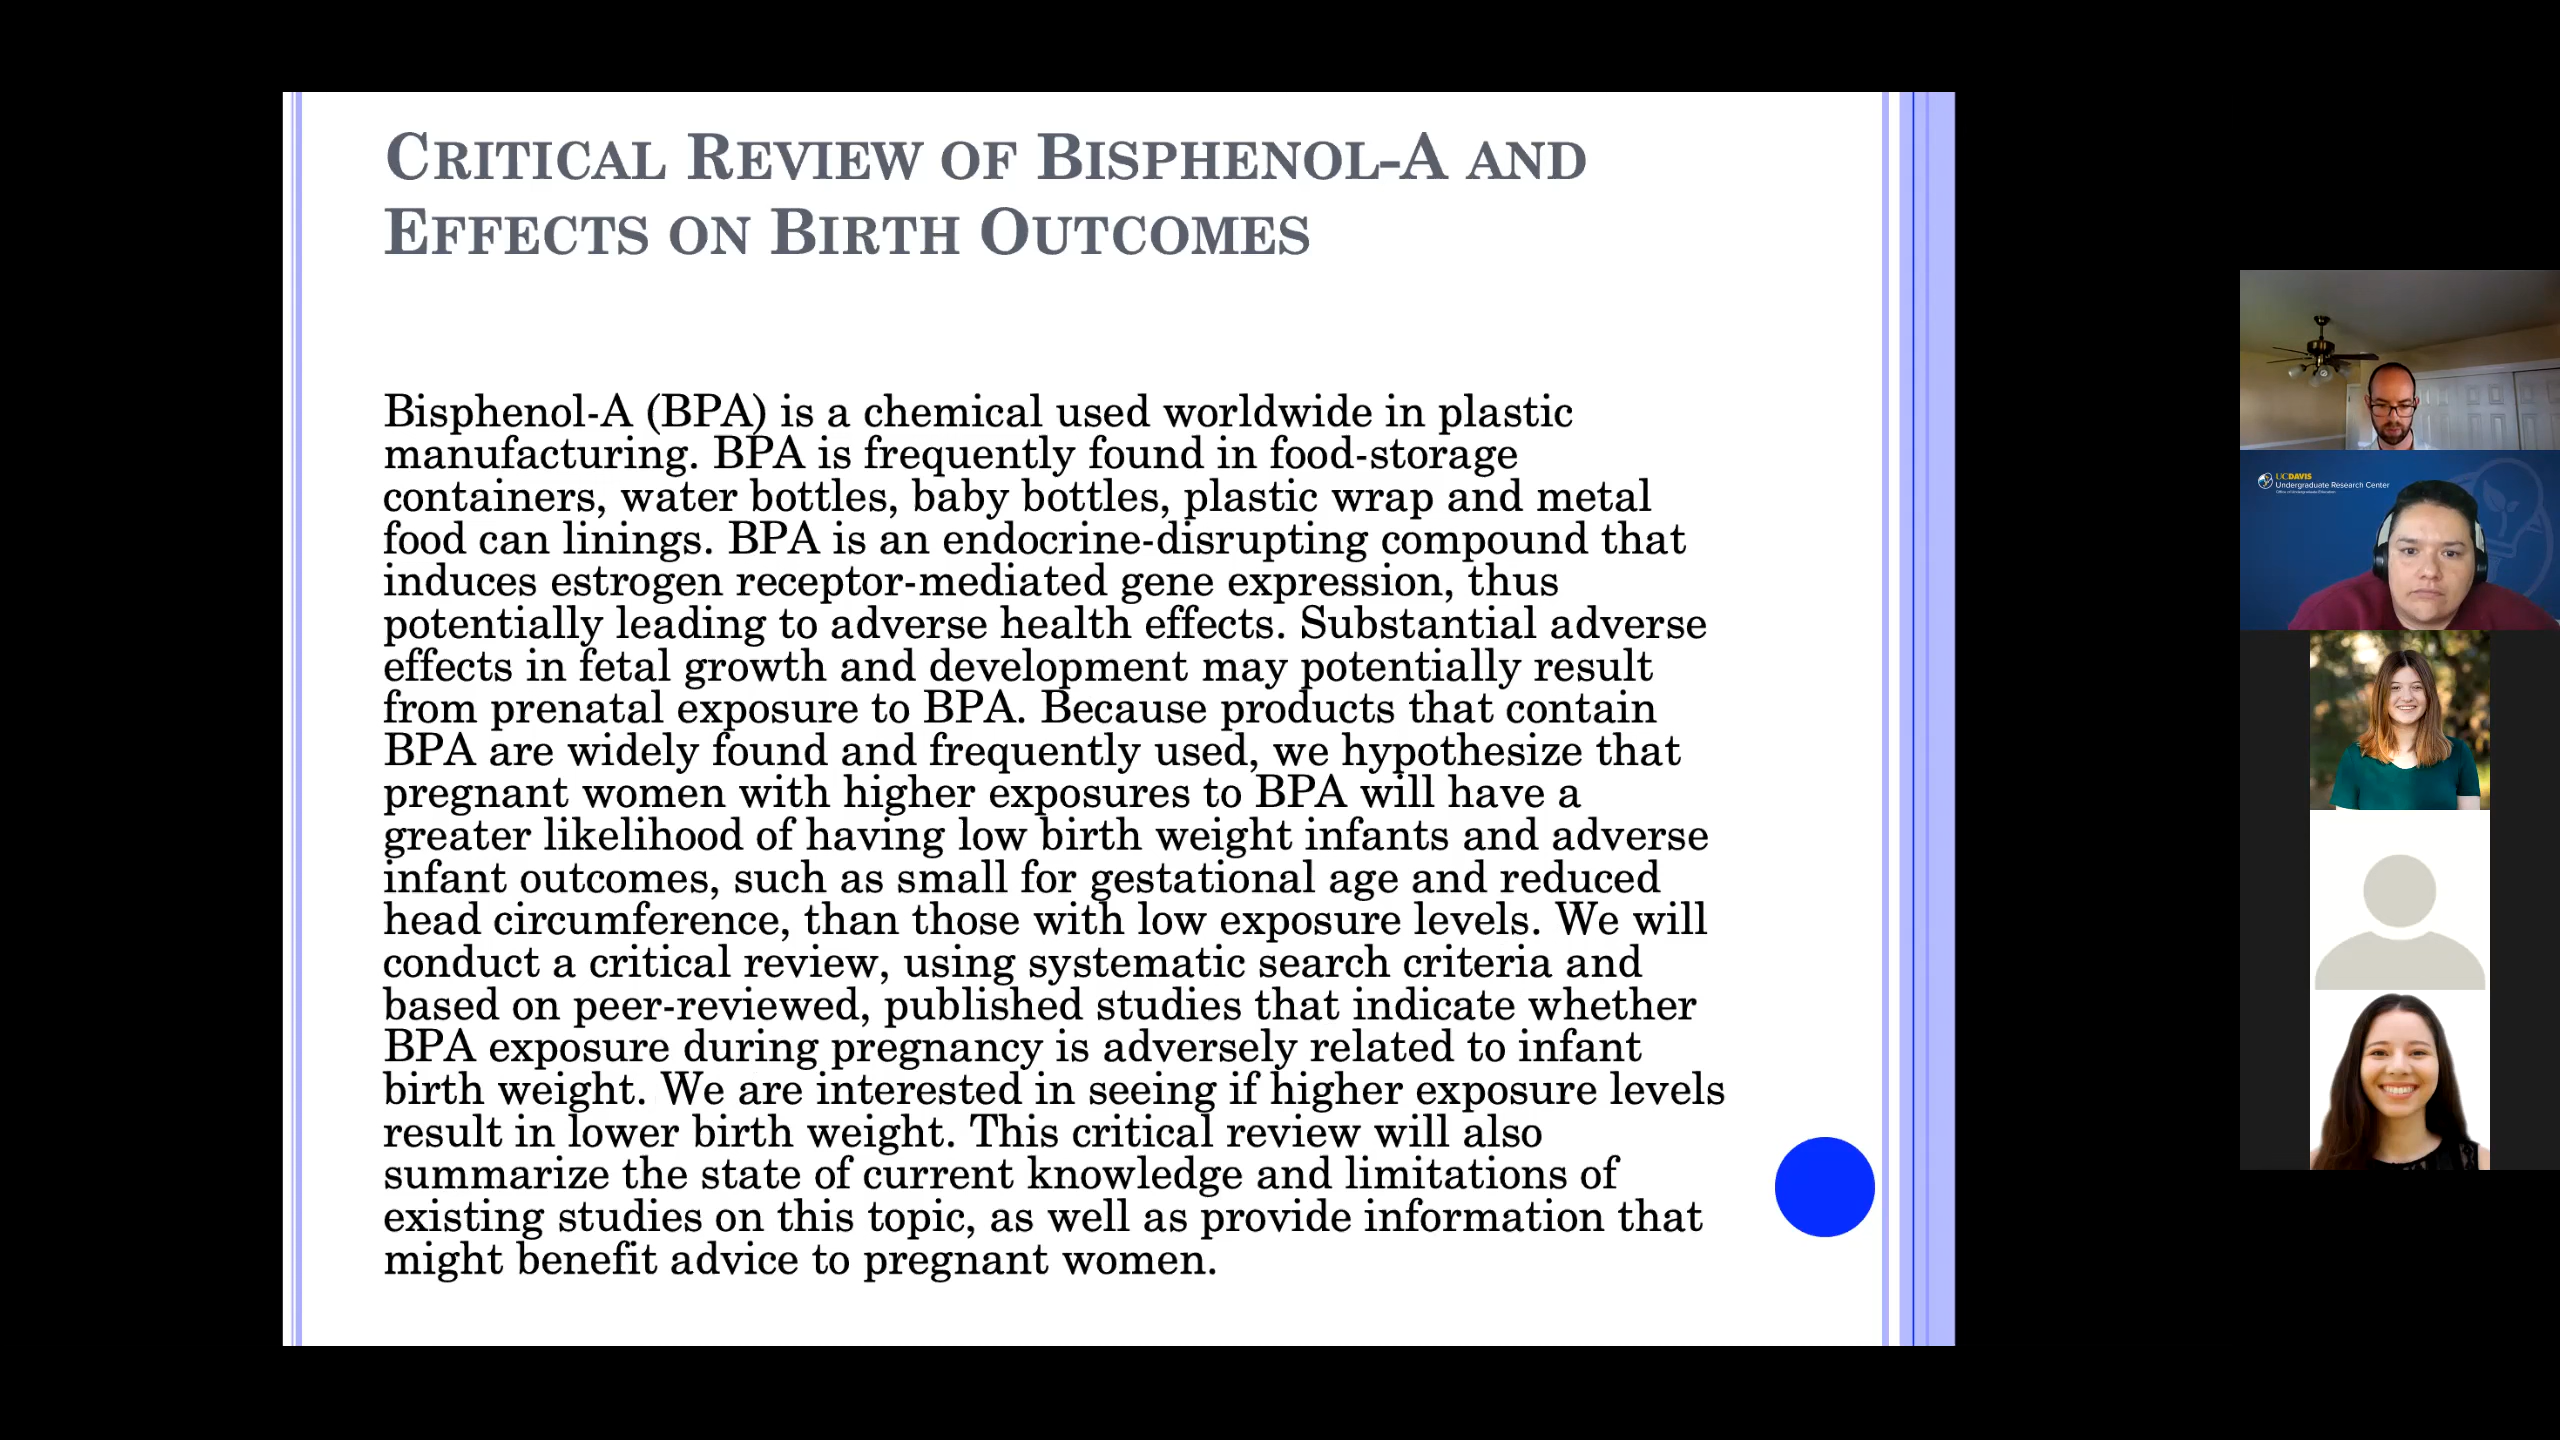 CRITICAL REVIEW OF BISPHENOL-A AND
EFFECTS ON BIRTH OUTCOMES
Bisphenol-A (BPA) is a chemical used worldwide in plastic
manufacturing. BPA is frequently found in food-storage
containers, water bottles, baby bottles, plastic wrap and metal
food can linings. BPA is an endocrine-disrupting compound that
induces estrogen receptor-mediated gene expression, thus
potentially leading to adverse health effects. Substantial adverse
effects in fetal growth and development may potentially result
from prenatal exposure to BPA. Because products that contain
BPA are widely found and frequently used, we hypothesize that
pregnant women with higher exposures to BPA will have a
greater likelihood of having low birth weight infants and adverse
infant outcomes, such as small for gestational age and reduced
head circumference, than those with low exposure levels. We will
conduct a critical review, using systematic search criteria and
based on peer-reviewed, published studies that indicate whether
BPA exposure during pregnancy is adversely related to infant
birth weight. We are interested in seeing if higher exposure levels
result in lower birth weight. This critical review will also
summarize the state of current knowledge and limitations of
existing studies on this topic, as well as provide information that
might benefit advice to pregnant women.
UCDAVIS
Undergraduate Research Center
Office of Undergraduate Education